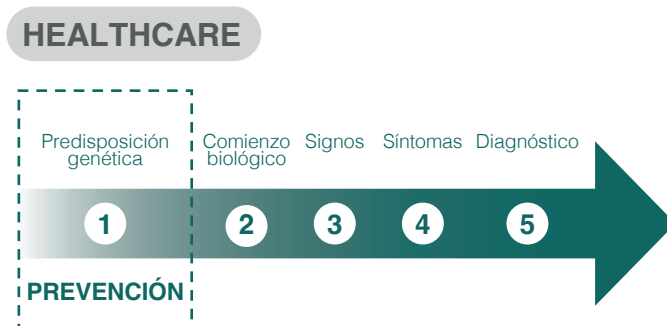 HEALTHCARE
Predisposición
genética
Comienzo
biológico
Signos
Síntomas
Diagnóstico
1
2
3
4
5
PREVENCIÓN